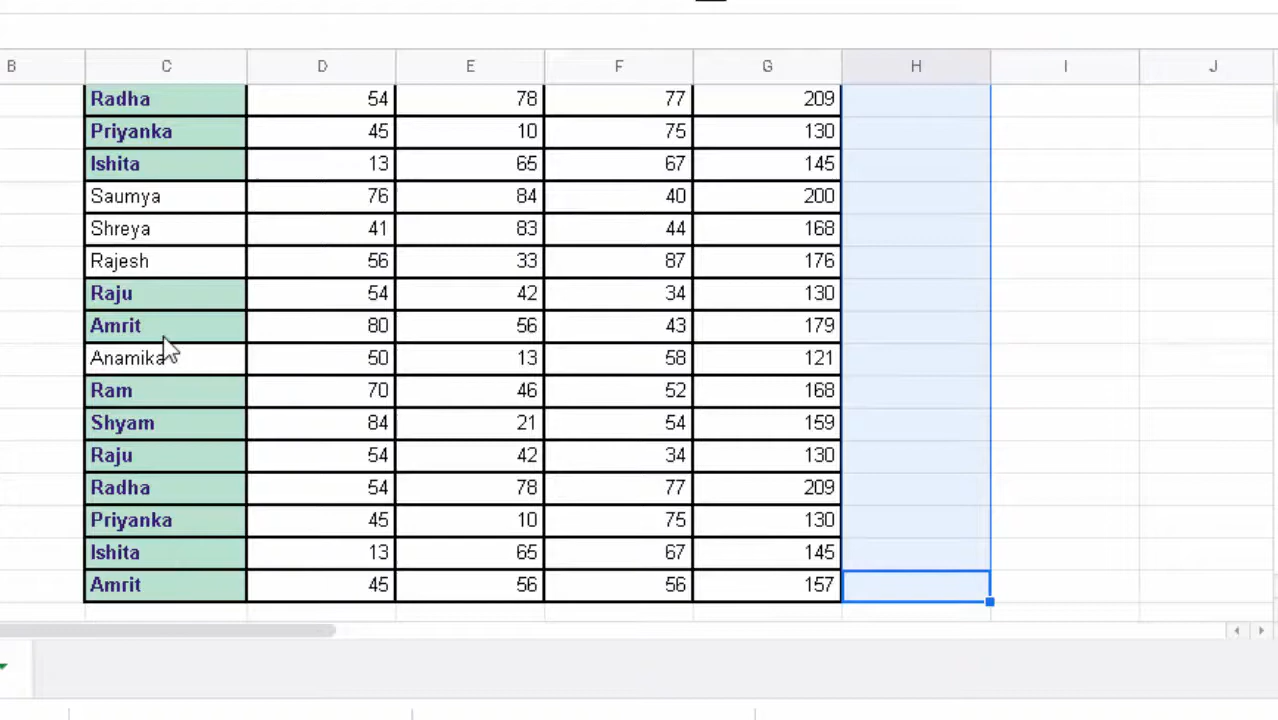 B C D E F G H I J
Radha 54 78 77 209
Priyanka 45 10 75 130
Ishita 13 65 67 145
Saumya 76 84 40 200
Shreya 41 83 44 168
Rajesh 56 33 87 176
Raju 54 42 34 130
Amrit 80 56 43 179
Anamika 50 13 58 121
Ram 70 46 52 168
Shyam 84 21 54 159
Raju 54 42 34 130
Radha 54 78 77 209
Priyanka 45 10 75 130
Ishita 13 65 67 145
Amrit 45 56 56 157